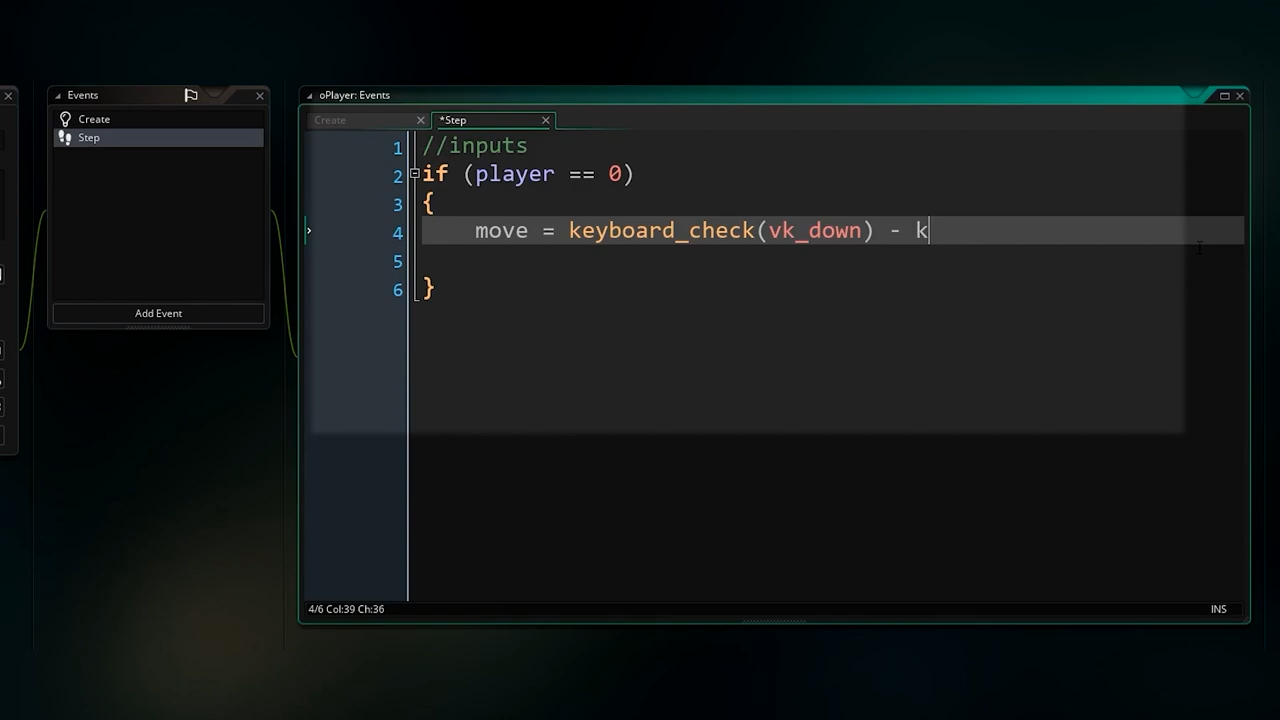 Events
Create
Step
Add Event
oPlayer: Events
Create
*Step
1 //inputs
2 if (player == 0)
3 {
4 move = keyboard_check(vk_down) - k
5
6 }
4/6 Col:39 Ch:36
INS